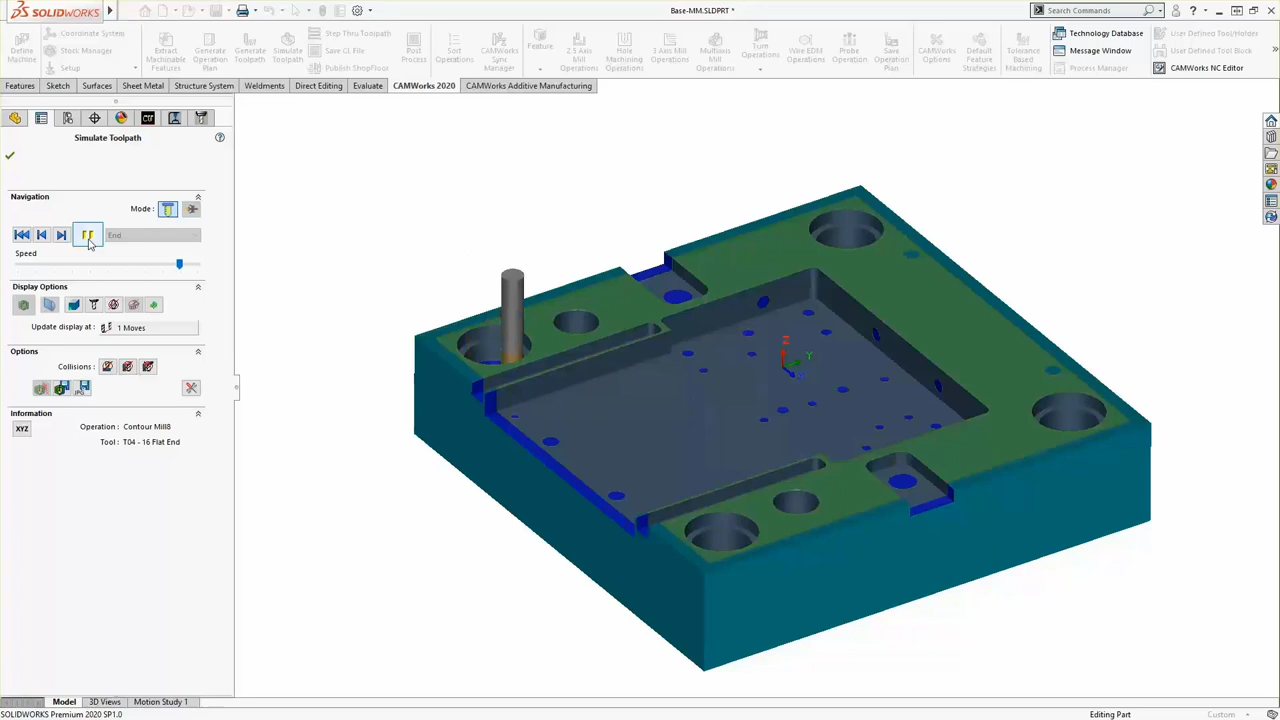 SOLIDWORKS
Base-MM.SLDPRT *
Search Commands
Define Machine
Coordinate System
Stock Manager
Setup
Extract Machinable Features
Generate Operation Plan
Generate Toolpath
Simulate Toolpath
Step Through Toolpath
Save CL File
Publish ShopFloor
Post Process
Sort Operations
CAMWorks Sync Manager
Feature
2.5 Axis Mill Operations
Hole Machining Operations
3 Axis Mill Operations
Multiaxis Mill Operations
Turn Operations
Wire EDM Operations
Probe Operation
Save Operation Plan
CAMWorks Options
Default Feature Strategies
Tolerance Based Machining
Technology Database
Message Window
Process Manager
User Defined Tool/Holder
User Defined Tool Block
CAMWorks NC Editor
Features
Sketch
Surfaces
Sheet Metal
Structure System
Weldments
Direct Editing
Evaluate
CAMWorks 2020
CAMWorks Additive Manufacturing
Simulate Toolpath
Navigation
Mode :
End
Speed
Display Options
Update display at : 1 Moves
Options
Collisions:
JPG
Information
XYZ
Operation: Contour Mill8
Tool: T04 - 16 Flat End
Z
Y
Model
3D Views
Motion Study 1
SOLIDWORKS Premium 2020 SP1.0
Editing Part
Custom